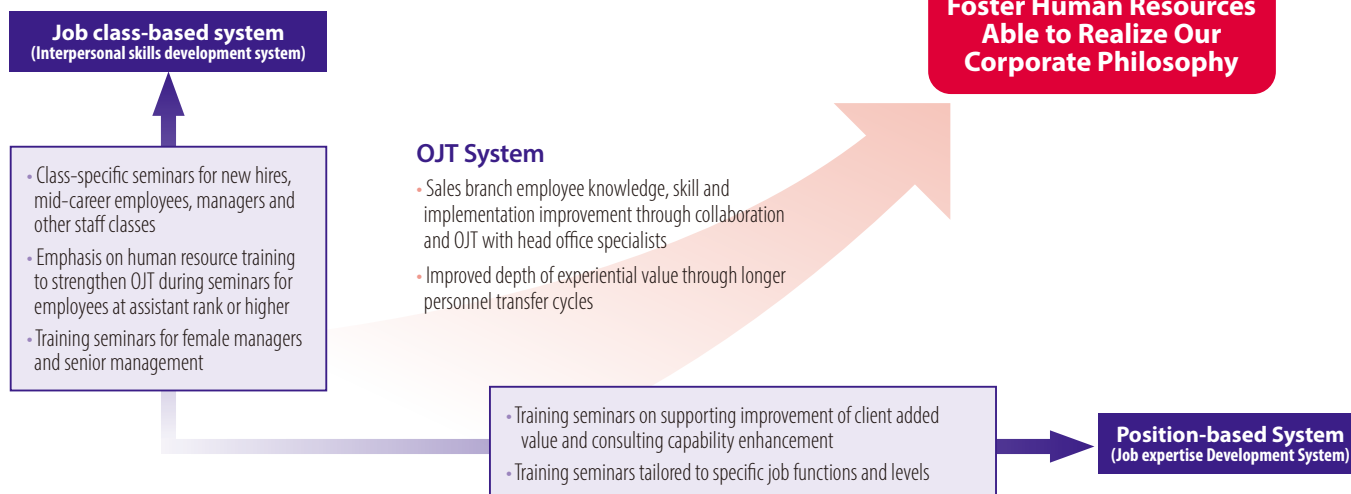 Foster Human Resources
Able to Realize Our
Corporate Philosophy
Job class-based system
(Interpersonal skills development system)
• Class-specific seminars for new hires,
mid-career employees, managers and
other staff classes
• Emphasis on human resource training
to strengthen OJT during seminars for
employees at assistant rank or higher
• Training seminars for female managers
and senior management
OJT System
• Sales branch employee knowledge, skill and
implementation improvement through collaboration
and OJT with head office specialists
• Improved depth of experiential value through longer
personnel transfer cycles
• Training seminars on supporting improvement of client added
value and consulting capability enhancement
• Training seminars tailored to specific job functions and levels
Position-based System
(Job expertise Development System)